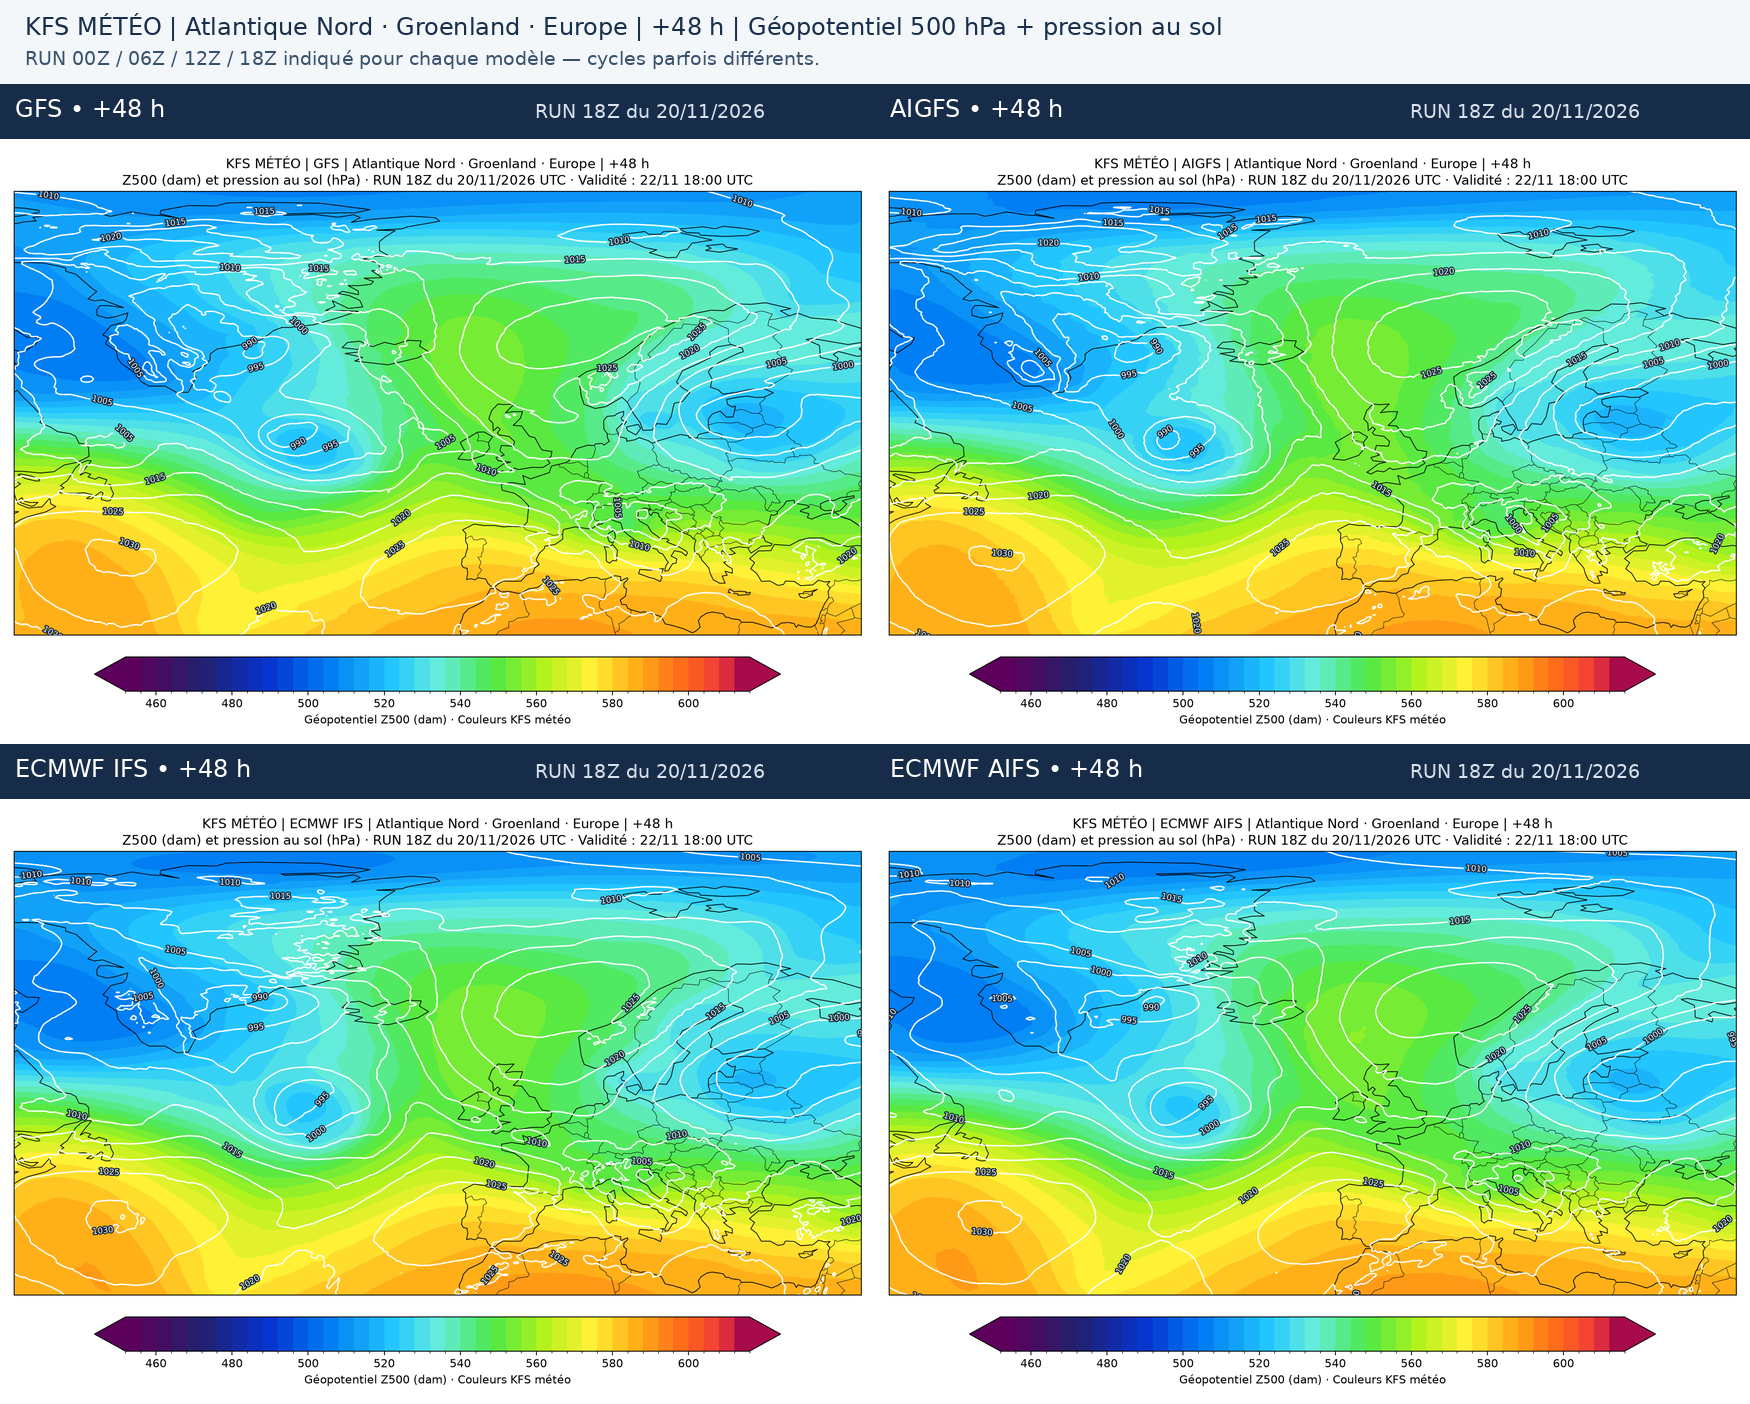 KFS MÉTÉO | Atlantique Nord · Groenland · Europe | +48 h | Géopotentiel 500 hPa + pression au sol
RUN 00Z / 06Z / 12Z / 18Z indiqué pour chaque modèle — cycles parfois différents.
GFS • +48 h
RUN 18Z du 20/11/2026
AIGFS • +48 h
RUN 18Z du 20/11/2026
KFS MÉTÉO | GFS | Atlantique Nord · Groenland · Europe | +48 h
Z500 (dam) et pression au sol (hPa) · RUN 18Z du 20/11/2026 UTC · Validité : 22/11 18:00 UTC
KFS MÉTÉO | AIGFS | Atlantique Nord · Groenland · Europe | +48 h
Z500 (dam) et pression au sol (hPa) · RUN 18Z du 20/11/2026 UTC · Validité : 22/11 18:00 UTC
460 480 500 520 540 560 580 600
Géopotentiel Z500 (dam) · Couleurs KFS météo
460 480 500 520 540 560 580 600
Géopotentiel Z500 (dam) · Couleurs KFS météo
ECMWF IFS • +48 h
RUN 18Z du 20/11/2026
ECMWF AIFS • +48 h
RUN 18Z du 20/11/2026
KFS MÉTÉO | ECMWF IFS | Atlantique Nord · Groenland · Europe | +48 h
Z500 (dam) et pression au sol (hPa) · RUN 18Z du 20/11/2026 UTC · Validité : 22/11 18:00 UTC
KFS MÉTÉO | ECMWF AIFS | Atlantique Nord · Groenland · Europe | +48 h
Z500 (dam) et pression au sol (hPa) · RUN 18Z du 20/11/2026 UTC · Validité : 22/11 18:00 UTC
460 480 500 520 540 560 580 600
Géopotentiel Z500 (dam) · Couleurs KFS météo
460 480 500 520 540 560 580 600
Géopotentiel Z500 (dam) · Couleurs KFS météo